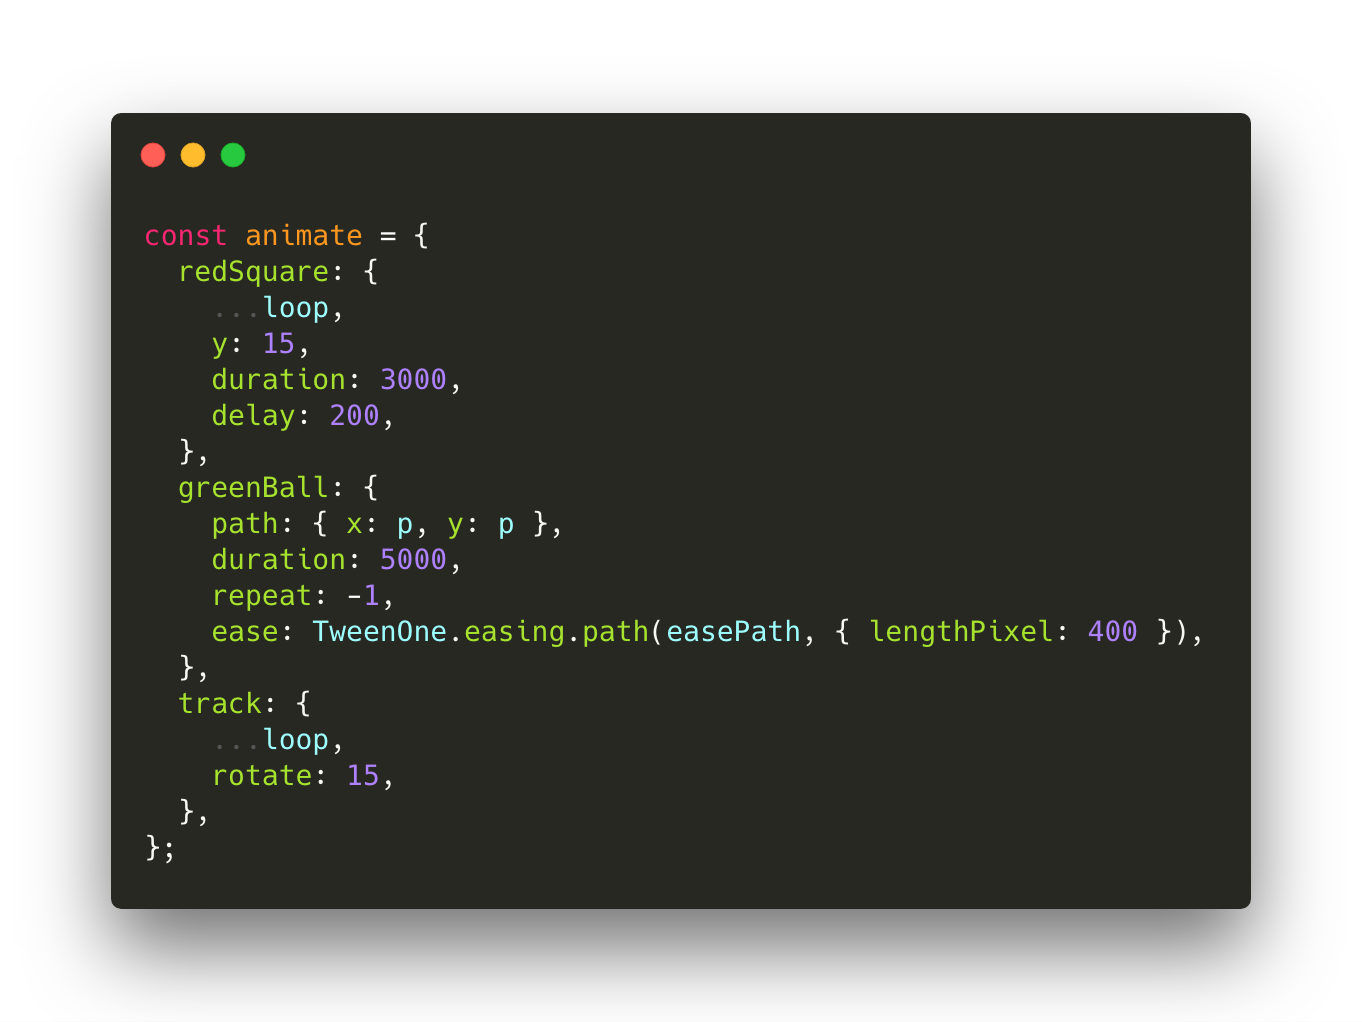 const animate = {
  redSquare: {
    ...loop,
    y: 15,
    duration: 3000,
    delay: 200,
  },
  greenBall: {
    path: { x: p, y: p },
    duration: 5000,
    repeat: -1,
    ease: TweenOne.easing.path(easePath, { lengthPixel: 400 }),
  },
  track: {
    ...loop,
    rotate: 15,
  },
};